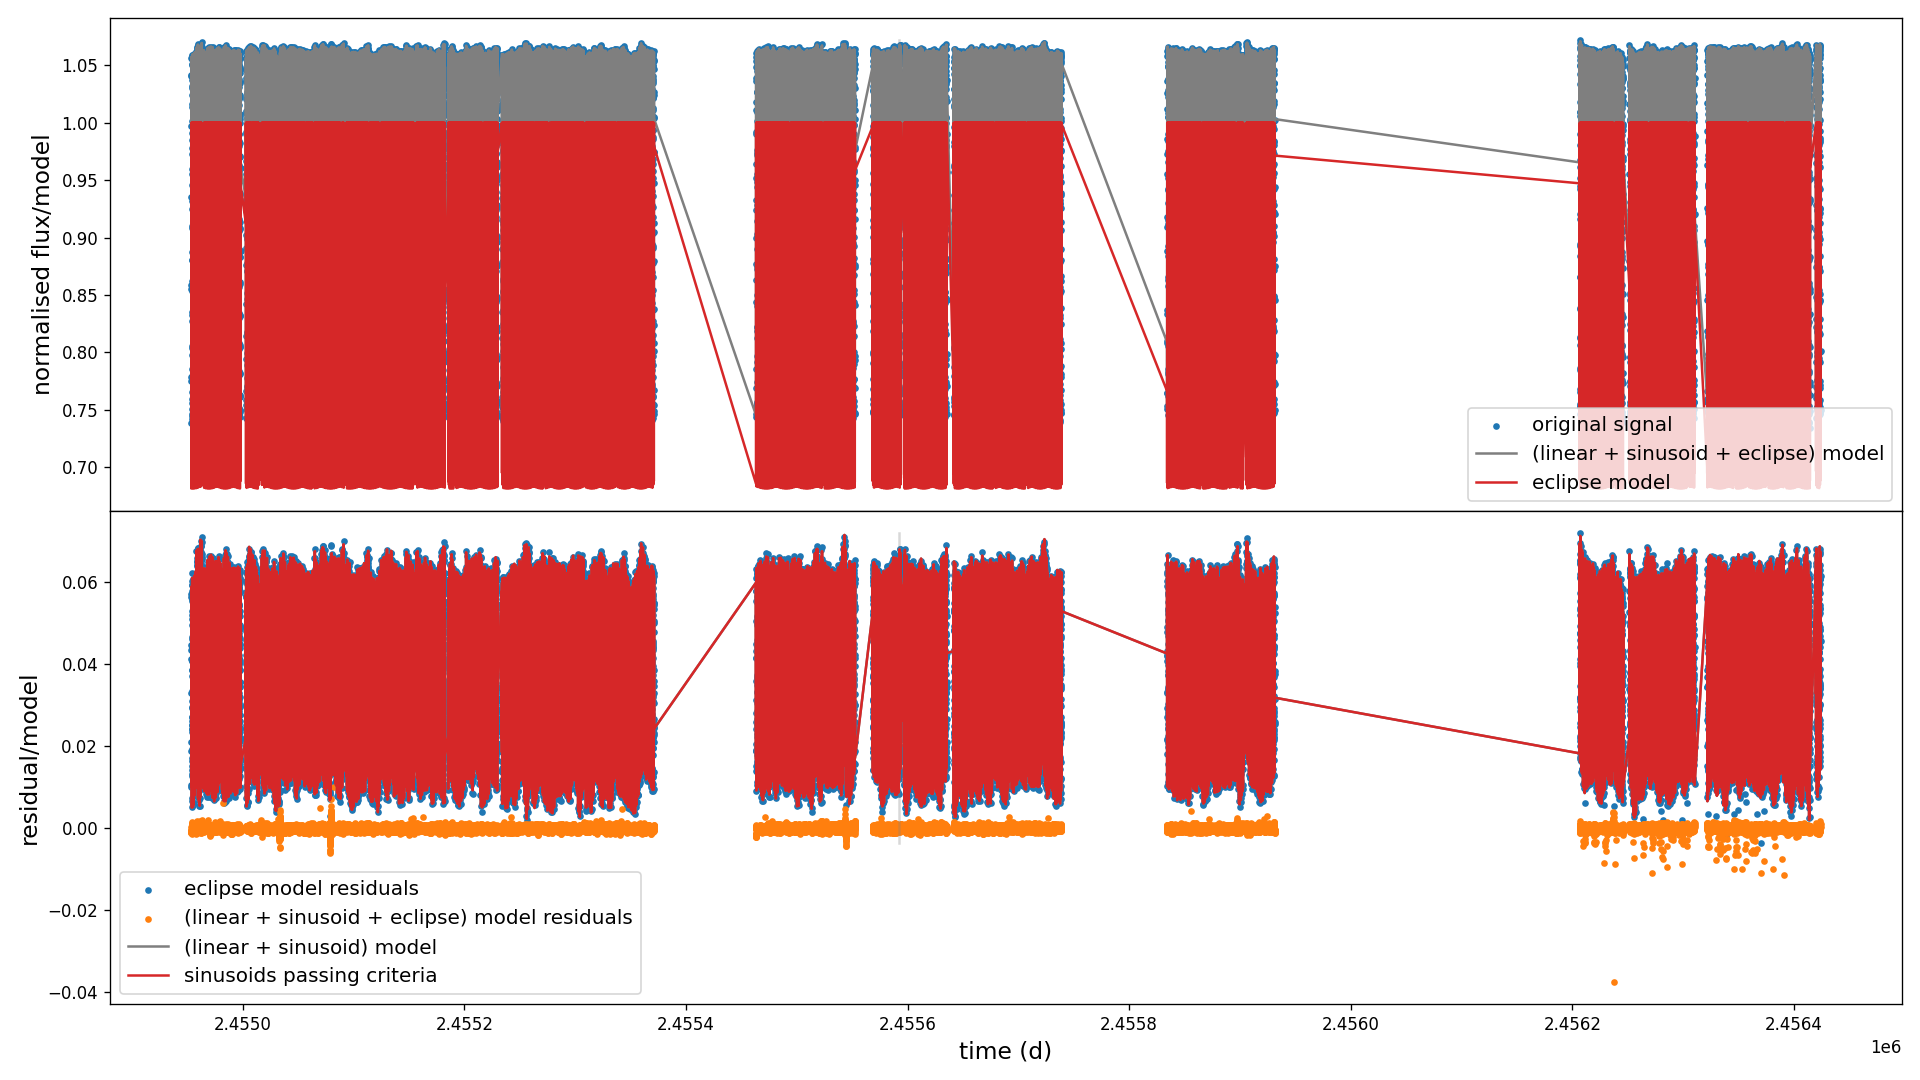 normalised flux/model
1.05
1.00
0.95
0.90
0.85
0.80
0.75
0.70
original signal
(linear + sinusoid + eclipse) model
eclipse model
residual/model
0.06
0.04
0.02
0.00
−0.02
−0.04
eclipse model residuals
(linear + sinusoid + eclipse) model residuals
(linear + sinusoid) model
sinusoids passing criteria
2.4550 2.4552 2.4554 2.4556 2.4558 2.4560 2.4562 2.4564
1e6
time (d)